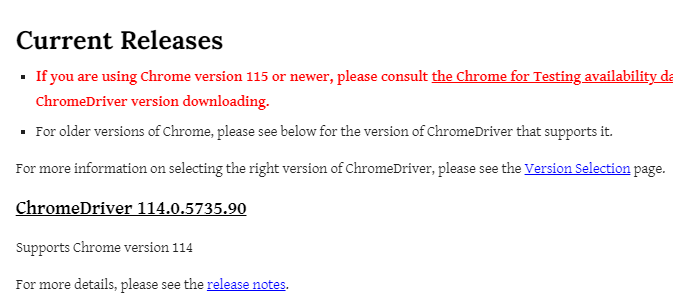 Current Releases
If you are using Chrome version 115 or newer, please consult the Chrome for Testing availability da
ChromeDriver version downloading.
For older versions of Chrome, please see below for the version of ChromeDriver that supports it.
For more information on selecting the right version of ChromeDriver, please see the Version Selection page.
ChromeDriver 114.0.5735.90
Supports Chrome version 114
For more details, please see the release notes.